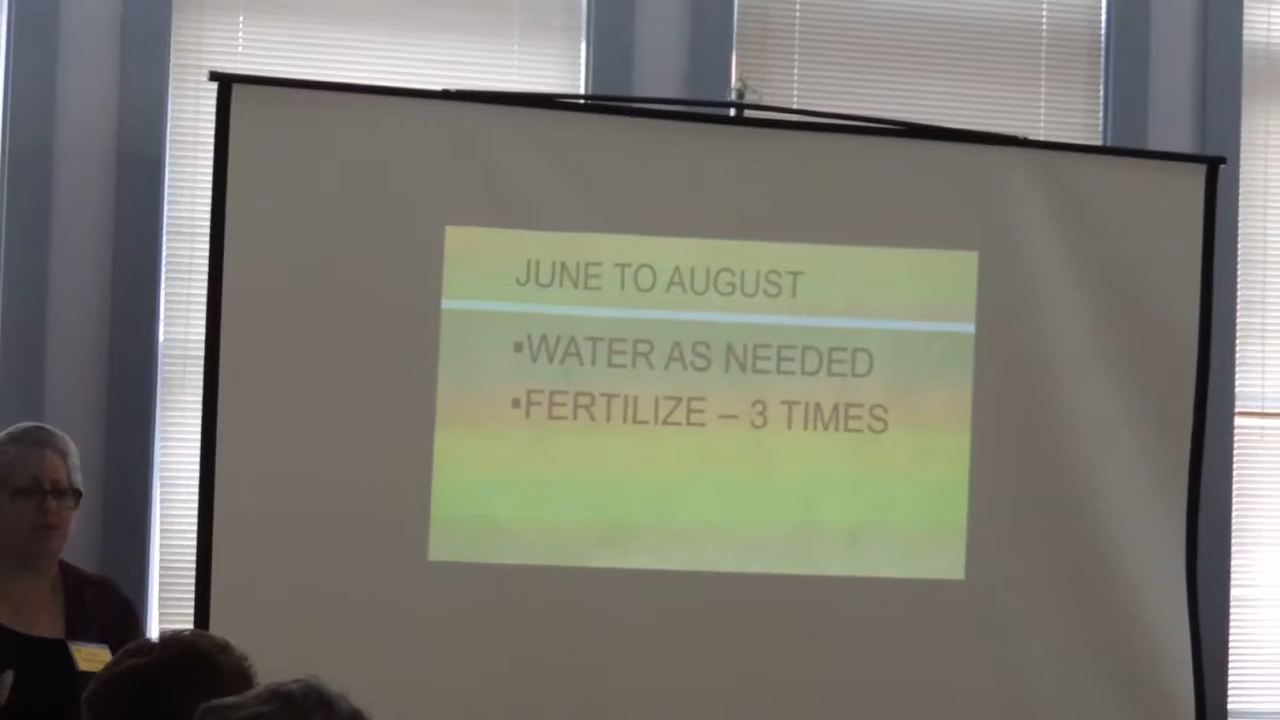 JUNE TO AUGUST
▪WATER AS NEEDED
▪FERTILIZE – 3 TIMES